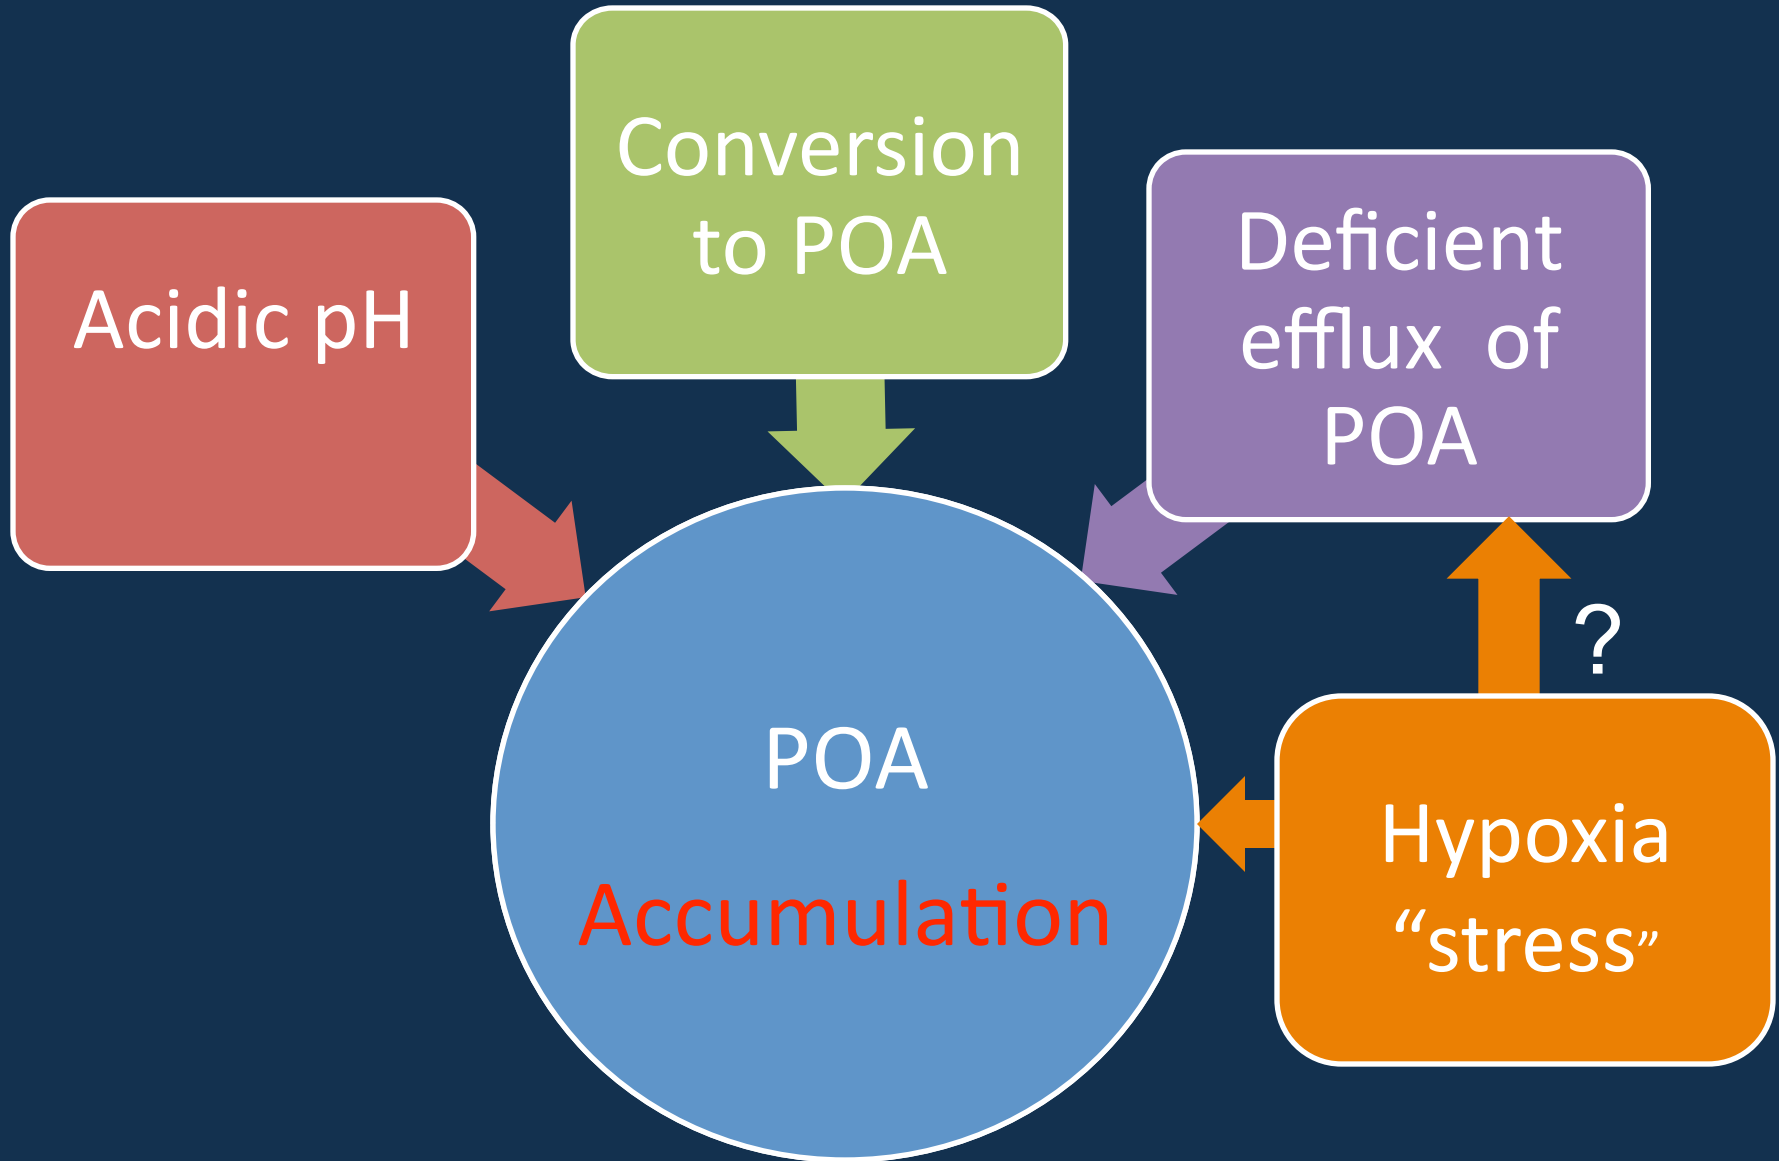 Acidic pH
Conversion
to POA
Deficient
efflux of
POA
?
POA
Accumulation
Hypoxia
“stress”